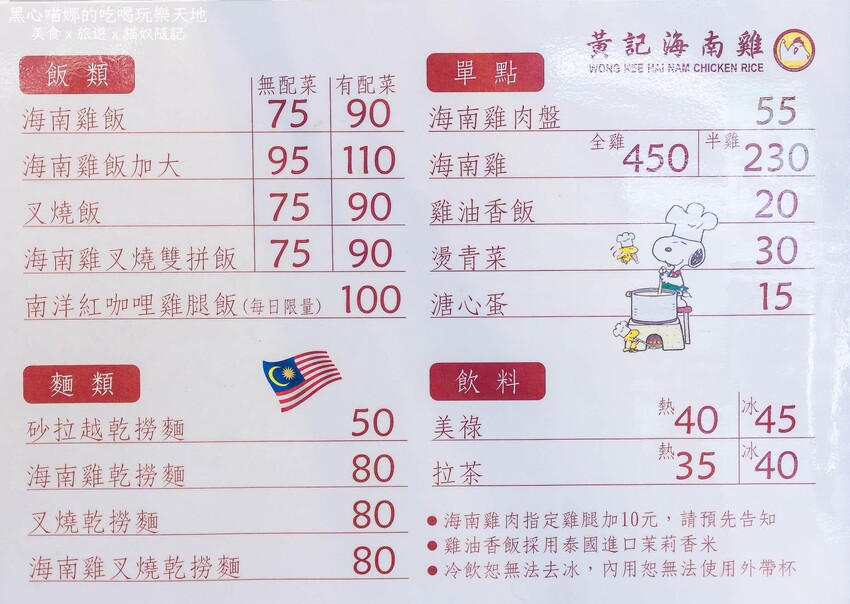 黑心喵娜的吃喝玩樂天地
美食 x 旅遊 x 貓奴隨記
黃記海南雞
WONG KEE HAI NAM CHICKEN RICE
飯類
無配菜 有配菜
海南雞飯 75 90
海南雞飯加大 95 110
叉燒飯 75 90
海南雞叉燒雙拼飯 75 90
南洋紅咖哩雞腿飯(每日限量) 100
麵類
砂拉越乾撈麵 50
海南雞乾撈麵 80
叉燒乾撈麵 80
海南雞叉燒乾撈麵 80
單點
海南雞肉盤 55
海南雞 全雞 450 半雞 230
雞油香飯 20
燙青菜 30
溏心蛋 15
飲料
美祿 熱 40 冰 45
拉茶 熱 35 冰 40
●海南雞肉指定雞腿加10元，請預先告知
●雞油香飯採用泰國進口茉莉香米
●冷飲恕無法去冰，內用恕無法使用外帶杯